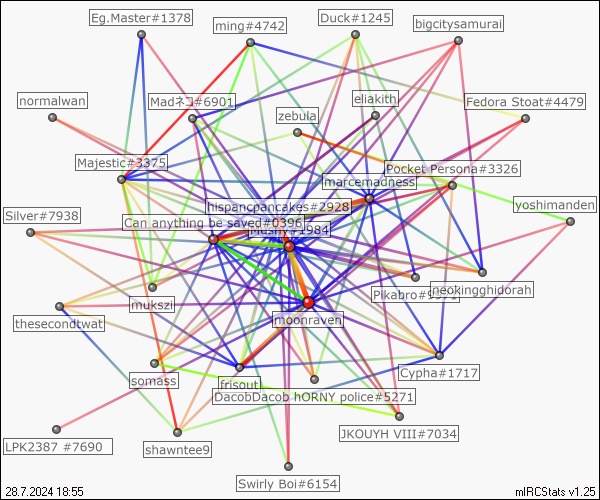 Eg.Master#1378
ming#4742
Duck#1245
bigcitysamurai
normalwan
Madネコ#6901
zebula
eliakith
Fedora Stoat#4479
Majestic#3375
marcemadness
Pocket Persona#3326
hispancpancakes#2928
yoshimanden
Silver#7938
Can anything be saved#0396
#1984
mukszi
Pikabro#
neokingghidorah
thesecondtwat
moonraven
somass
frisout
Cypha#1717
DacobDacob hORNY police#5271
JKOUYH VIII#7034
LPK2387 #7690
shawntee9
Swirly Boi#6154
28.7.2024 18:55
mIRCStats v1.25